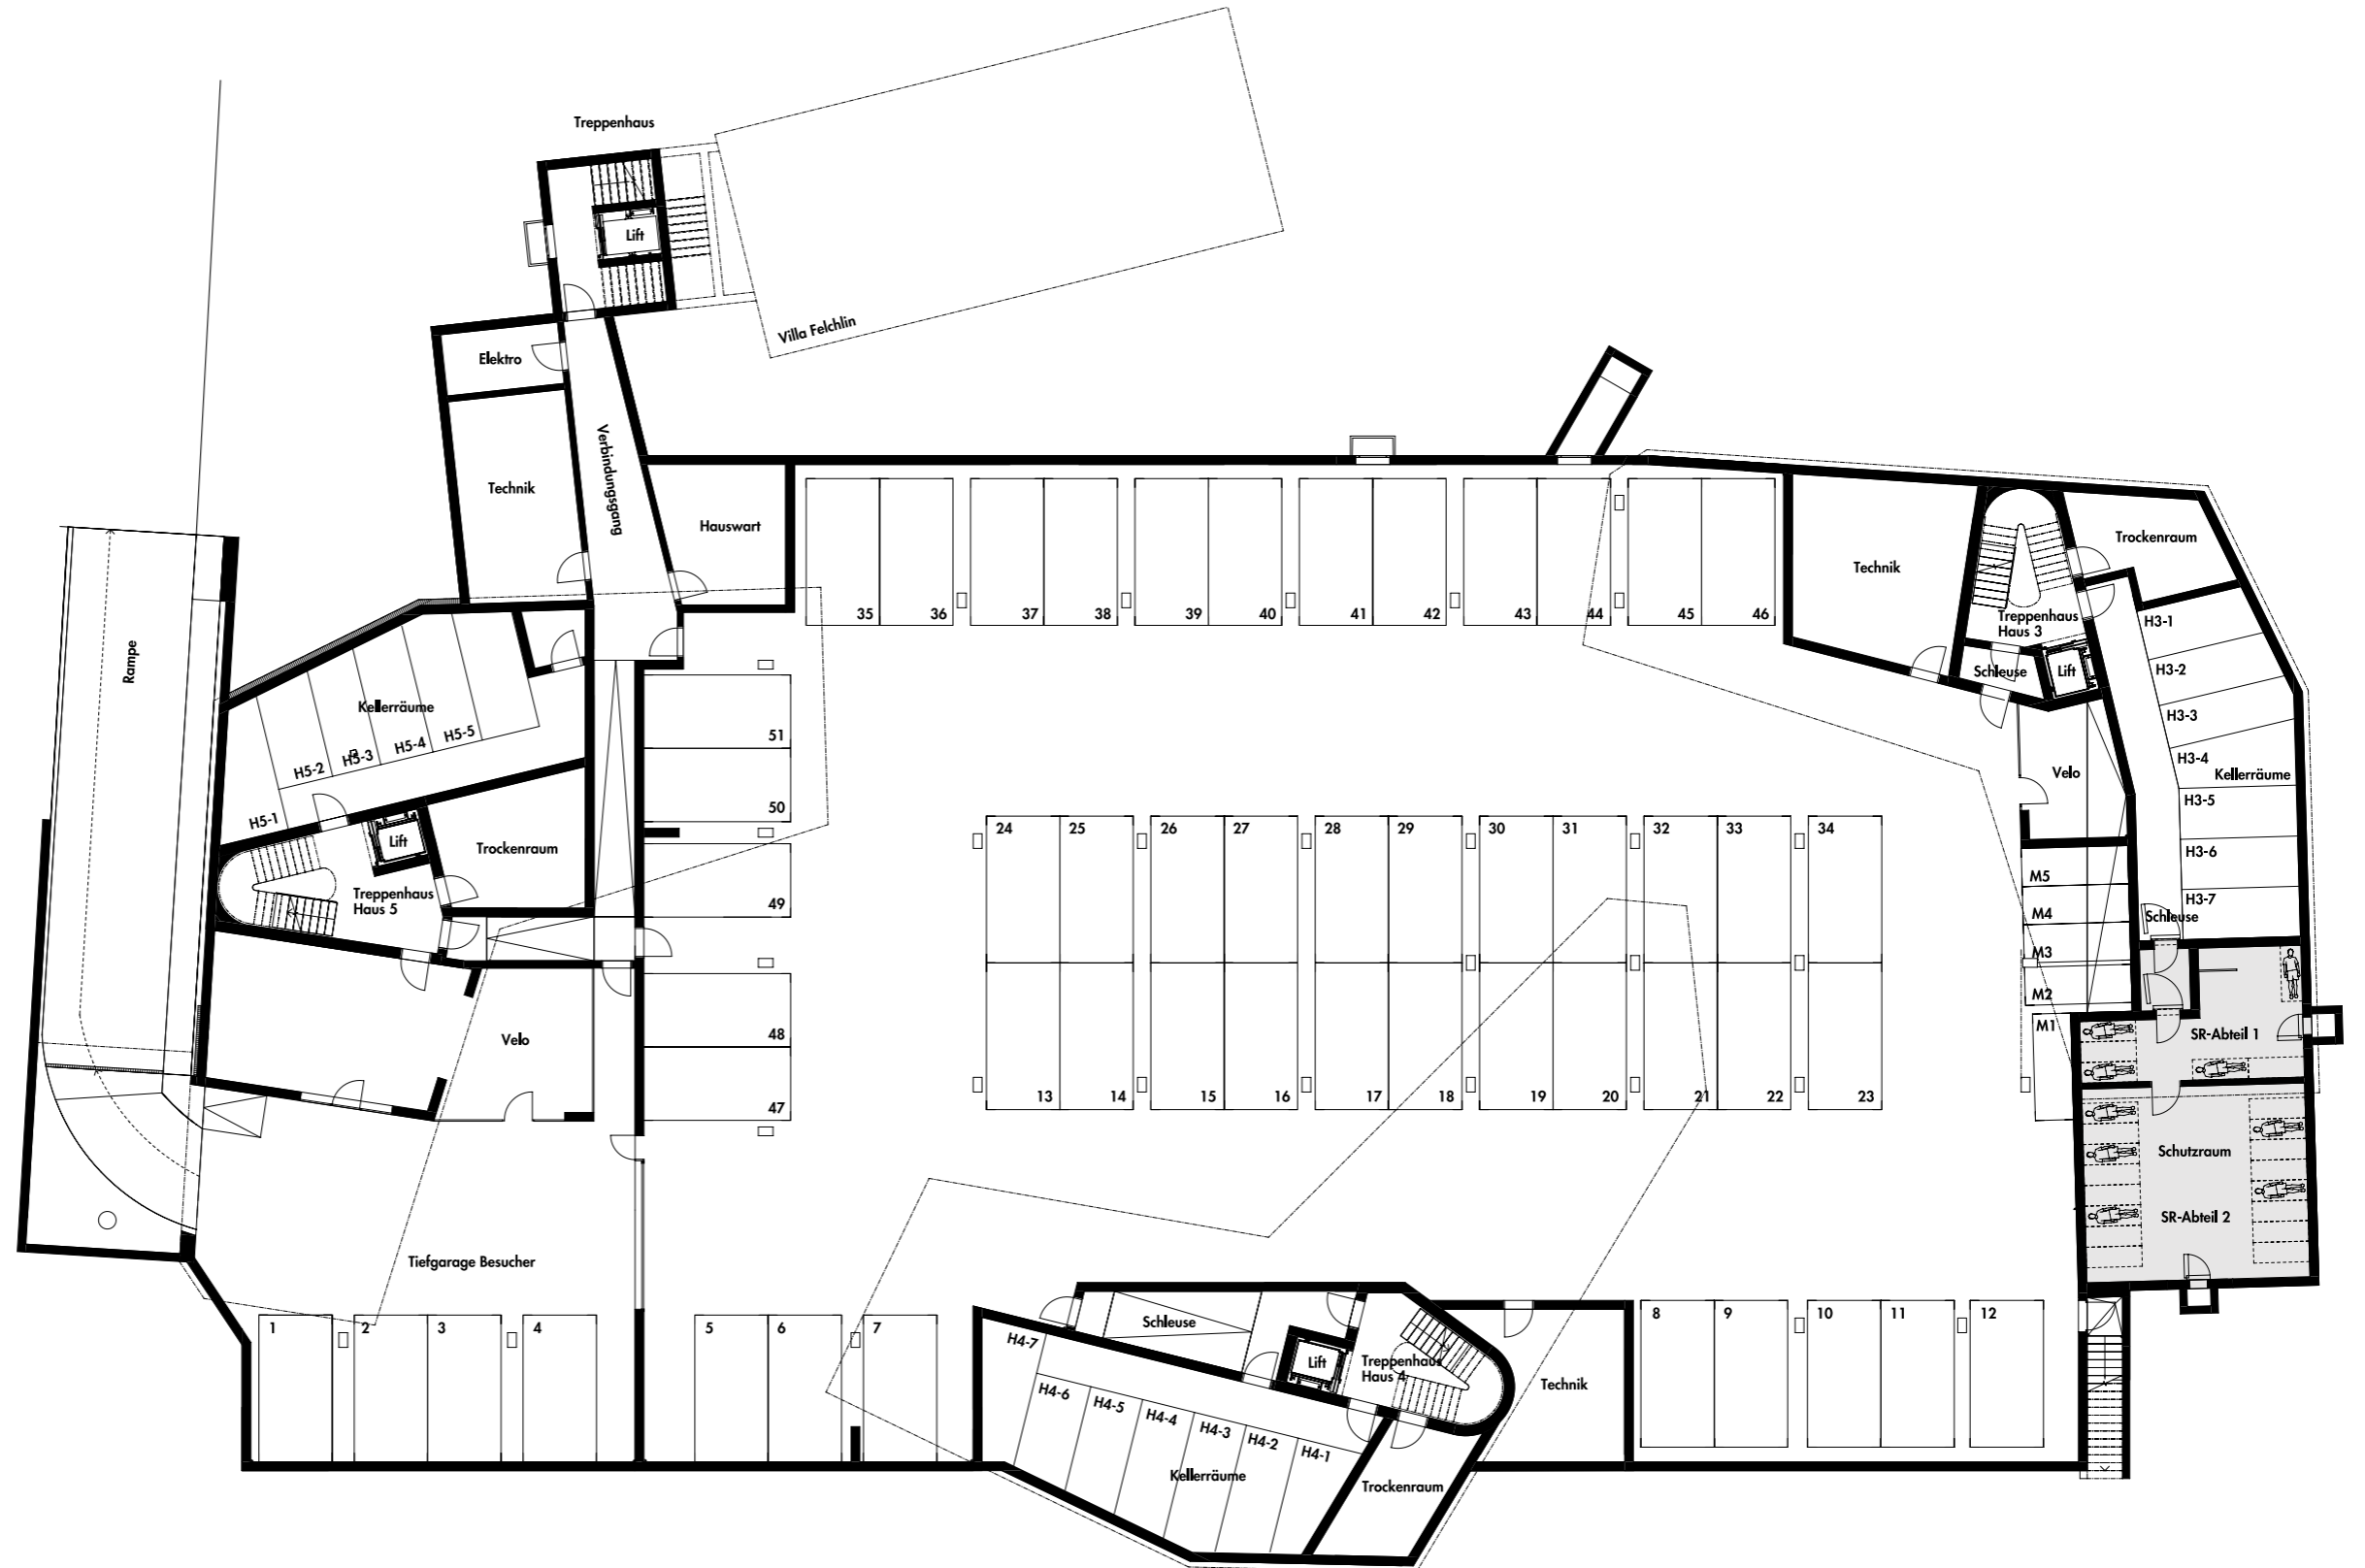 Treppenhaus
Lift
Villa Felchlin
Elektro
Verbindungsgang
Technik
Hauswart
35
36
37
38
39
40
41
42
43
44
45
46
Technik
Trockenraum
Treppenhaus
Haus 3
Schleuse
Lift
H3-1
H3-2
H3-3
H3-4
Kellerräume
H3-5
H3-6
H3-7
Schleuse
Velo
M5
M4
M3
M2
M1
SR-Abteil 1
Schutzraum
SR-Abteil 2
Rampe
Kellerräume
H5-5
H5-4
H5-3
H5-2
H5-1
Lift
Trockenraum
Treppenhaus
Haus 5
Velo
51
50
49
48
47
24
25
26
27
28
29
30
31
32
33
34
13
14
15
16
17
18
19
20
21
22
23
Tiefgarage Besucher
1
2
3
4
5
6
7
Schleuse
Lift
Treppenhaus
Haus 4
H4-7
H4-6
H4-5
H4-4
H4-3
H4-2
H4-1
Kellerräume
Trockenraum
Technik
8
9
10
11
12